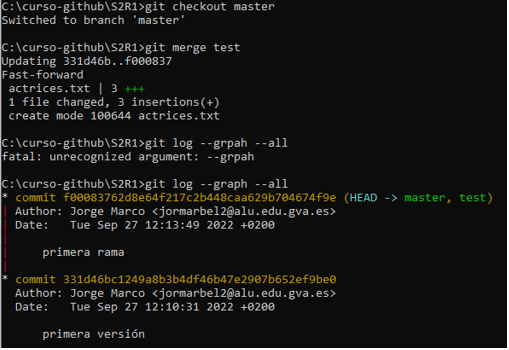 C:\curso-github\S2R1>git checkout master
Switched to branch 'master'
C:\curso-github\S2R1>git merge test
Updating 331d46b..f000837
Fast-forward
actrices.txt | 3 +++
1 file changed, 3 insertions(+)
create mode 100644 actrices.txt
C:\curso-github\S2R1>git log --grpah --all
fatal: unrecognized argument: --grpah
C:\curso-github\S2R1>git log --graph --all
* commit f00083762d8e64f217c2b448caa629b704674f9e (HEAD -> master, test)
| Author: Jorge Marco <jormarbel2@alu.edu.gva.es>
| Date:   Tue Sep 27 12:13:49 2022 +0200
|
|     primera rama
|
* commit 331d46bc1249a8b3b4df46b47e2907b652ef9be0
Author: Jorge Marco <jormarbel2@alu.edu.gva.es>
Date:   Tue Sep 27 12:10:31 2022 +0200
primera versión